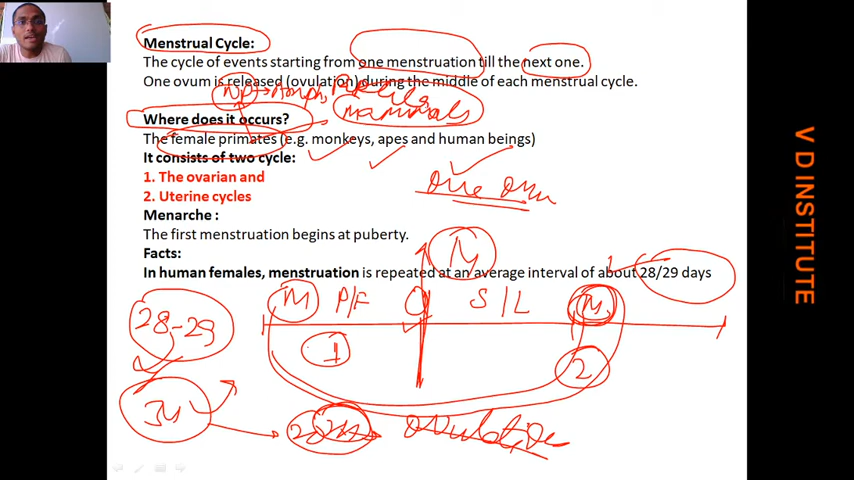 Menstrual Cycle:
The cycle of events starting from one menstruation till the next one.
One ovum is released (ovulation) during the middle of each menstrual cycle.
NP
mammals
Where does it occurs?
The female primates (e.g. monkeys, apes and human beings)
It consists of two cycle:
1. The ovarian and
one ovum
2. Uterine cycles
Menarche :
The first menstruation begins at puberty.
M
Facts:
In human females, menstruation is repeated at an average interval of about 28/29 days
M P/F O S/L M
28-29
1
2
ovulation
V D INSTITUTE